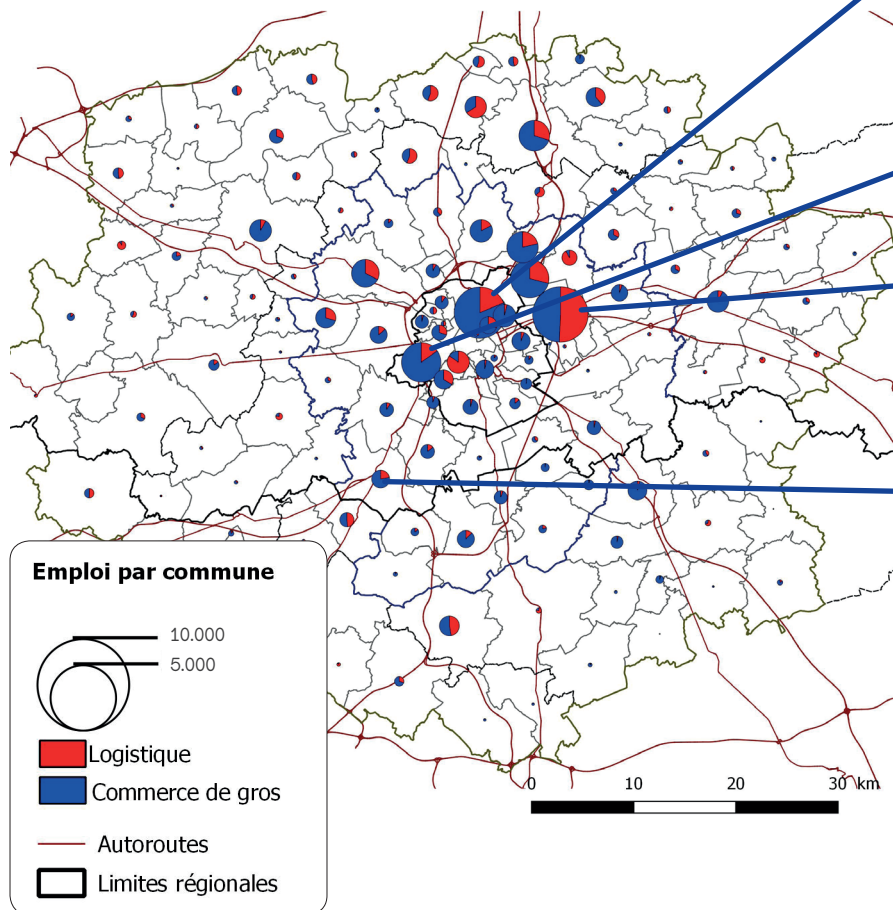 Emploi par commune
10.000
5.000
Logistique
Commerce de gros
Autoroutes
Limites régionales
0 10 20 30 km